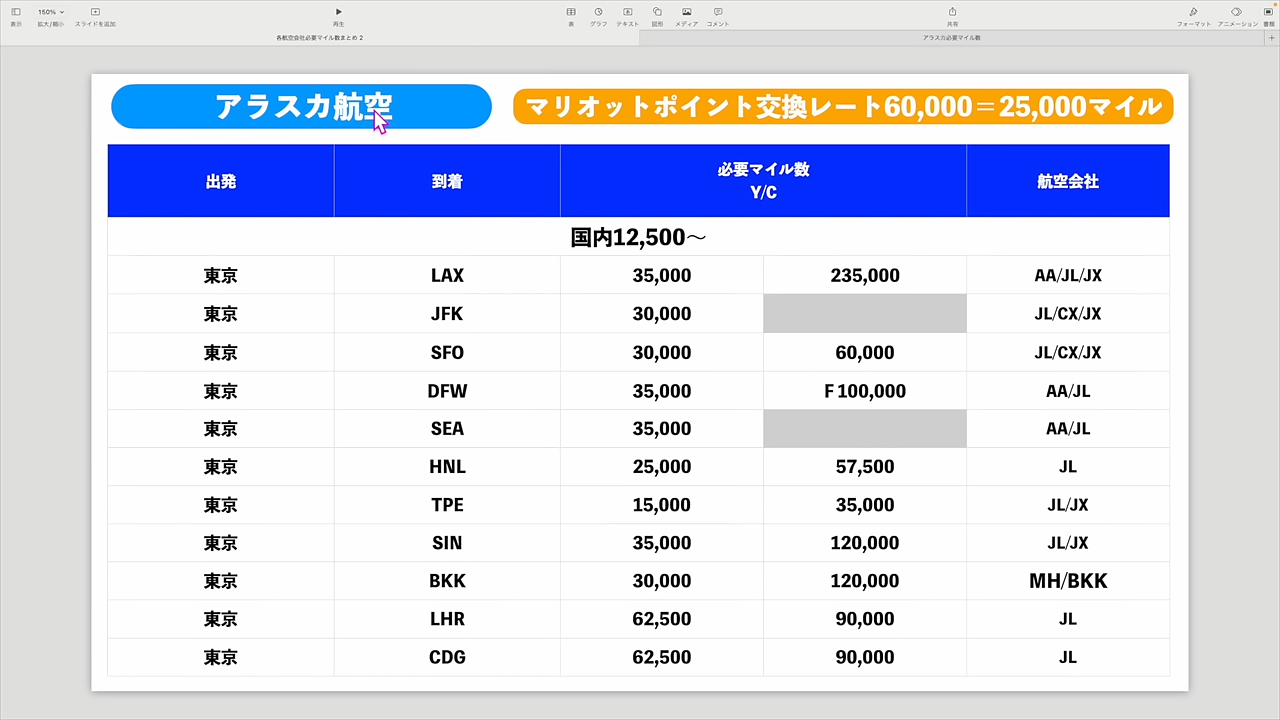 150%
表示
拡大/縮小
スライドを追加
再生
表
グラフ
テキスト
図形
メディア
コメント
共有
フォーマット
アニメーション
書類
各航空会社必要マイル数まとめ 2
アラスカ必要マイル数
アラスカ航空
マリオットポイント交換レート60,000＝25,000マイル
出発 到着 必要マイル数 航空会社
Y/C
国内12,500〜
東京 LAX 35,000 235,000 AA/JL/JX
東京 JFK 30,000 JL/CX/JX
東京 SFO 30,000 60,000 JL/CX/JX
東京 DFW 35,000 F 100,000 AA/JL
東京 SEA 35,000 AA/JL
東京 HNL 25,000 57,500 JL
東京 TPE 15,000 35,000 JL/JX
東京 SIN 35,000 120,000 JL/JX
東京 BKK 30,000 120,000 MH/BKK
東京 LHR 62,500 90,000 JL
東京 CDG 62,500 90,000 JL